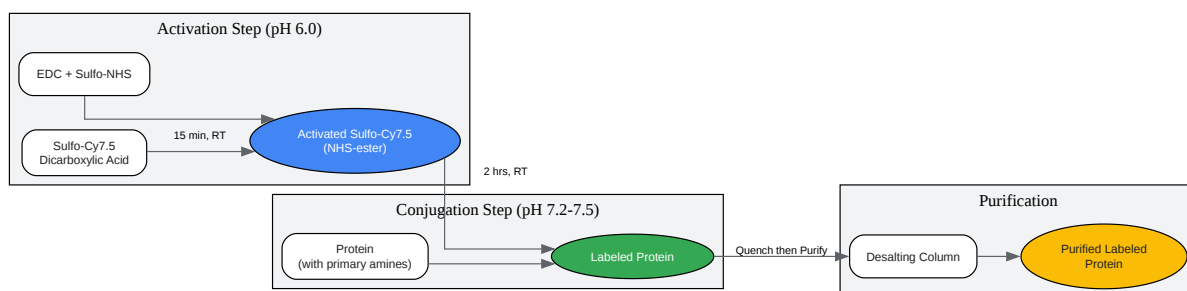 Activation Step (pH 6.0)
EDC + Sulfo-NHS
Sulfo-Cy7.5
Dicarboxylic Acid
15 min, RT
Activated Sulfo-Cy7.5
(NHS-ester)
2 hrs, RT
Conjugation Step (pH 7.2-7.5)
Protein
(with primary amines)
Labeled Protein
Quench then Purify
Purification
Desalting Column
Purified Labeled
Protein